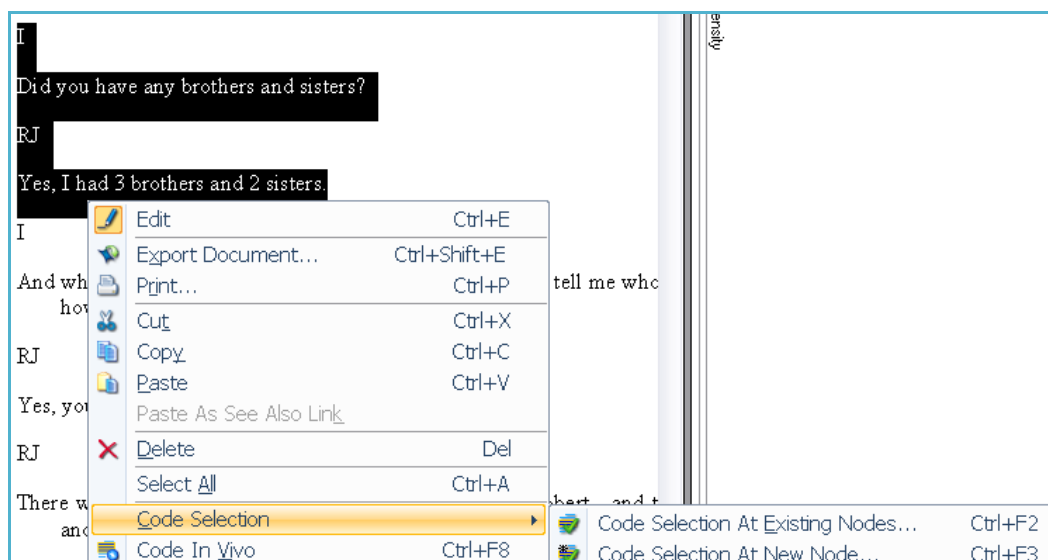 I
Did you have any brothers and sisters?
RJ
Yes, I had 3 brothers and 2 sisters.
I
And wh tell me who
how
RJ
Yes, you
RJ
There w and t
and
Edit Ctrl+E
Export Document... Ctrl+Shift+E
Print... Ctrl+P
Cut Ctrl+X
Copy Ctrl+C
Paste Ctrl+V
Paste As See Also Link
Delete Del
Select All Ctrl+A
Code Selection
Code In Vivo Ctrl+F8
Code Selection At Existing Nodes... Ctrl+F2
Code Selection At New Node... Ctrl+F3
ensity